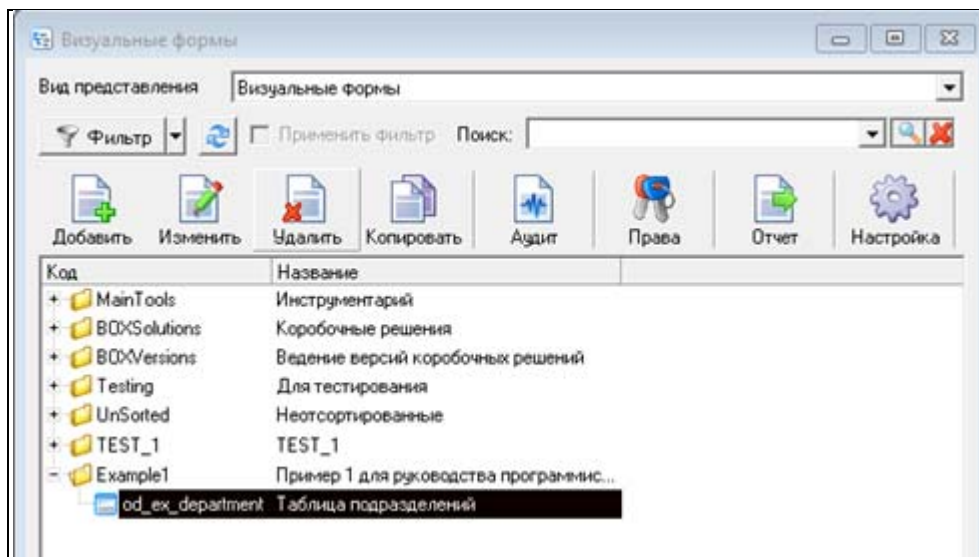 Визуальные формы
Вид представления Визуальные формы
Фильтр Применить фильтр Поиск:
Добавить Изменить Удалить Копировать Аудит Права Отчет Настройка
Код Название
MainTools Инструментарий
BOXSolutions Коробочные решения
BOXVersions Ведение версий коробочных решений
Testing Для тестирования
UnSorted Неотсортированные
TEST_1 TEST_1
Example1 Пример 1 для руководства программис...
od_ex_department Таблица подразделений